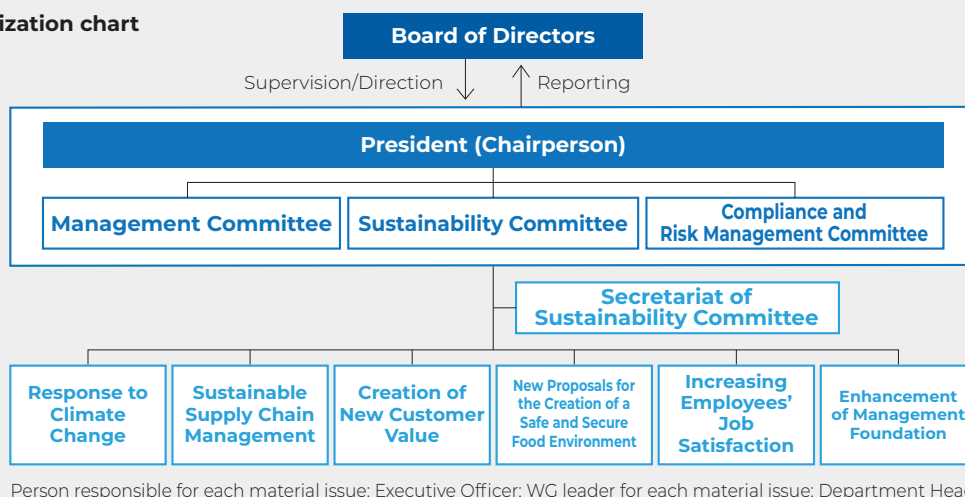 ization chart
Board of Directors
Supervision/Direction
Reporting
President (Chairperson)
Management Committee
Sustainability Committee
Compliance and
Risk Management Committee
Secretariat of
Sustainability Committee
Response to
Climate
Change
Sustainable
Supply Chain
Management
Creation of
New Customer
Value
New Proposals for
the Creation of a
Safe and Secure
Food Environment
Increasing
Employees’
Job
Satisfaction
Enhancement
of Management
Foundation
Person responsible for each material issue: Executive Officer; WG leader for each material issue: Department Head